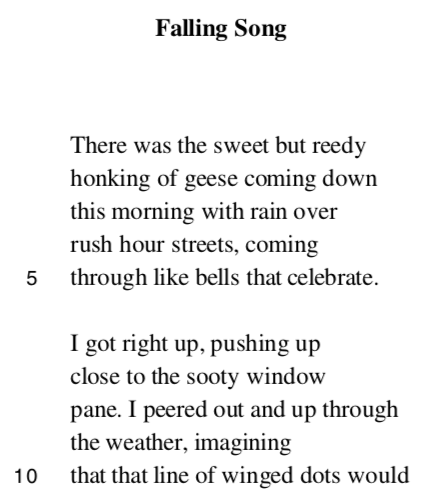 Falling Song
There was the sweet but reedy
honking of geese coming down
this morning with rain over
rush hour streets, coming
5 through like bells that celebrate.
I got right up, pushing up
close to the sooty window
pane. I peered out and up through
the weather, imagining
10 that that line of winged dots would